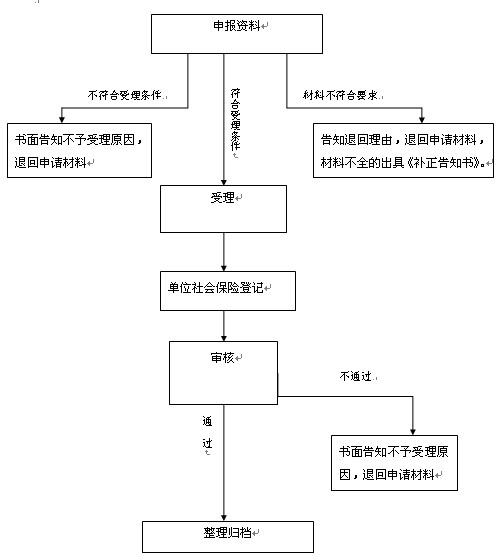 申报资料
不符合受理条件
符合受理条件
材料不符合要求
书面告知不予受理原因，
退回申请材料
告知退回理由，退回申请材料，
材料不全的出具《补正告知书》。
受理
单位社会保险登记
审核
不通过
通过
书面告知不予受理原
因，退回申请材料
整理归档